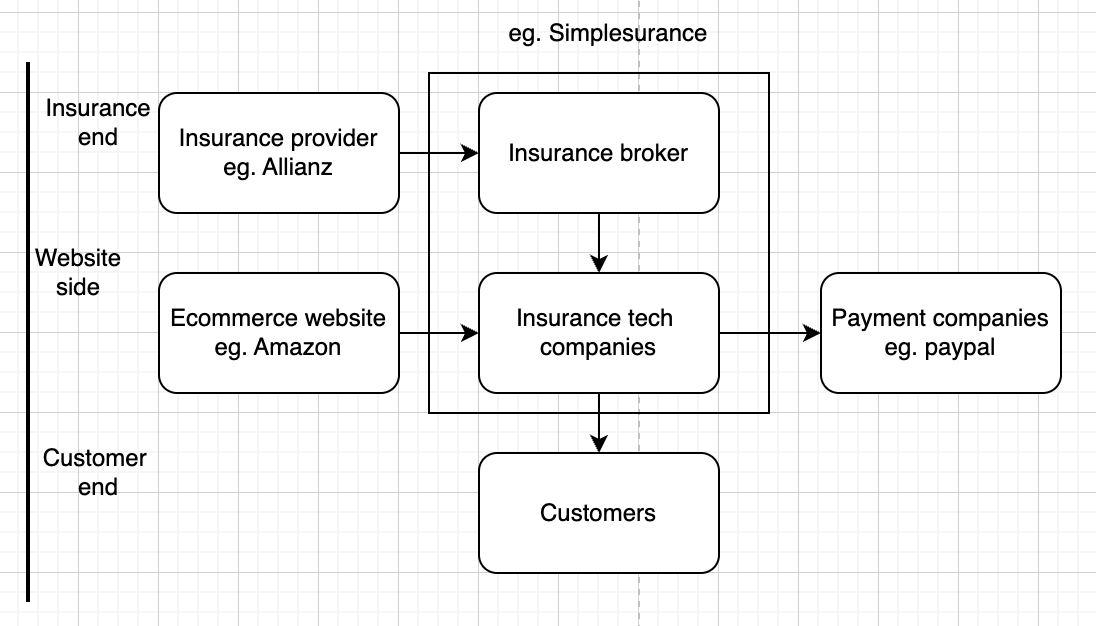 eg. Simplesurance
Insurance
end
Insurance provider
eg. Allianz
Insurance broker
Website
side
Ecommerce website
eg. Amazon
Insurance tech
companies
Payment companies
eg. paypal
Customer
end
Customers